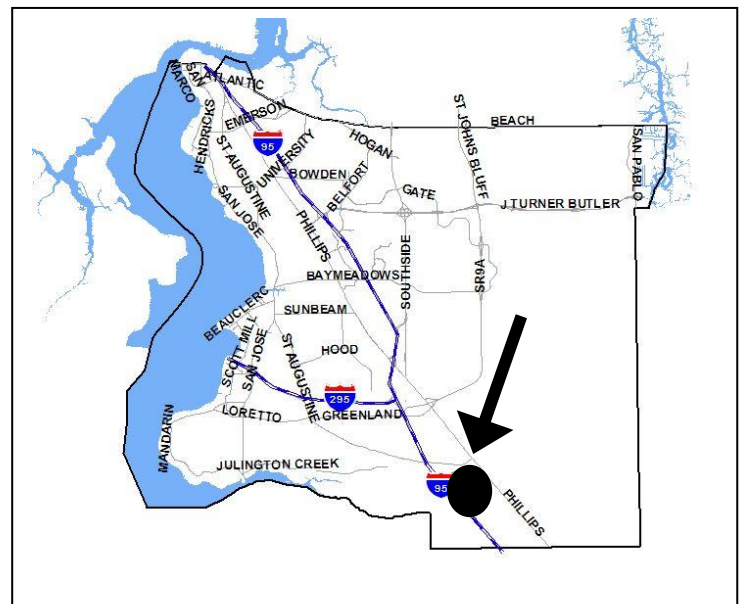 SAN
MARCO
ATLANTIC
EMERSON
HENDRICKS
95
HOGAN
BEACH
ST JOHNS BLUFF
SAN PABLO
ST AUGUSTINE
UNIVERSITY
BOWDEN
BELFORT
GATE
SAN JOSE
J TURNER BUTLER
PHILLIPS
SOUTHSIDE
BAYMEADOWS
SR9A
BEAUCLERC
SUNBEAM
SCOTT MILL
SAN JOSE
ST AUGUSTINE
HOOD
295
LORETTO
GREENLAND
MANDARIN
JULINGTON CREEK
95
PHILLIPS